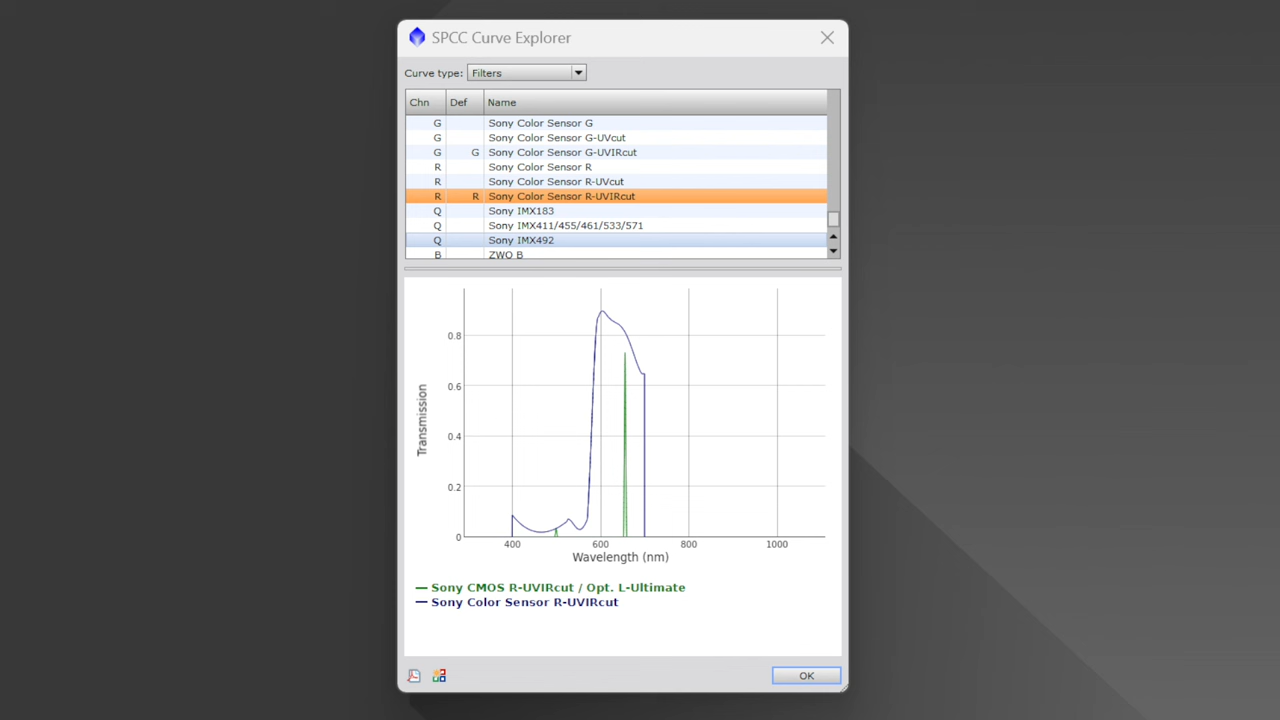 SPCC Curve Explorer
Curve type: Filters
Chn Def Name
G Sony Color Sensor G
G Sony Color Sensor G-UVcut
G G Sony Color Sensor G-UVIRcut
R Sony Color Sensor R
R Sony Color Sensor R-UVcut
R R Sony Color Sensor R-UVIRcut
Q Sony IMX183
Q Sony IMX411/455/461/533/571
Q Sony IMX492
B ZWO B
0.8
0.6
0.4
0.2
0
Transmission
400 600 800 1000
Wavelength (nm)
Sony CMOS R-UVIRcut / Opt. L-Ultimate
Sony Color Sensor R-UVIRcut
OK